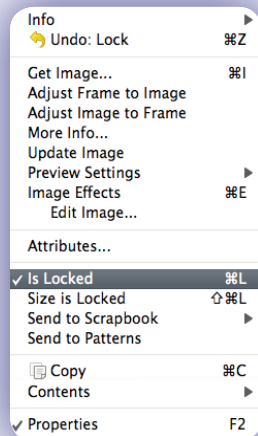 Info
Undo: Lock ⌘Z
Get Image... ⌘I
Adjust Frame to Image
Adjust Image to Frame
More Info...
Update Image
Preview Settings
Image Effects ⌘E
Edit Image...
Attributes...
✓ Is Locked ⌘L
Size is Locked ⇧⌘L
Send to Scrapbook
Send to Patterns
Copy ⌘C
Contents
✓ Properties F2